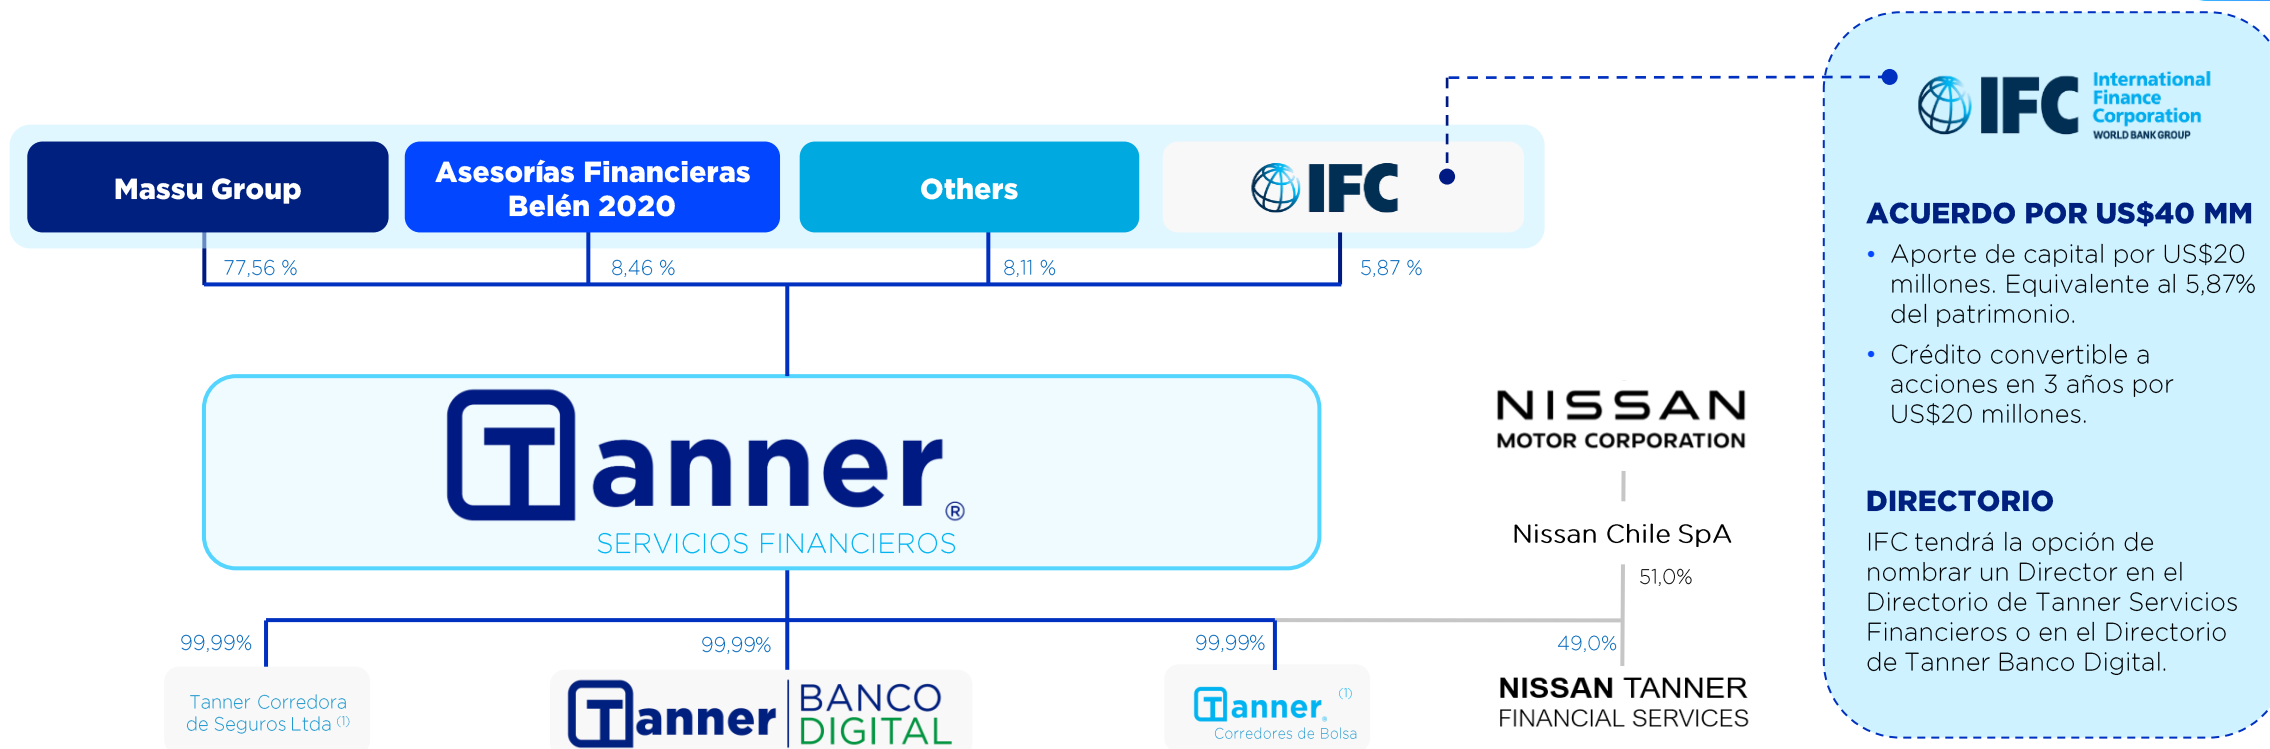 Massu Group
Asesorías Financieras
Belén 2020
Others
IFC
77,56 %
8,46 %
8,11 %
5,87 %
Tanner®
SERVICIOS FINANCIEROS
NISSAN
MOTOR CORPORATION
Nissan Chile SpA
51,0%
99,99%
99,99%
99,99%
49,0%
Tanner Corredora
de Seguros Ltda (1)
Tanner
BANCO
DIGITAL
Tanner® (1)
Corredores de Bolsa
NISSAN TANNER
FINANCIAL SERVICES
IFC
International
Finance
Corporation
WORLD BANK GROUP
ACUERDO POR US$40 MM
• Aporte de capital por US$20
millones. Equivalente al 5,87%
del patrimonio.
• Crédito convertible a
acciones en 3 años por
US$20 millones.
DIRECTORIO
IFC tendrá la opción de
nombrar un Director en el
Directorio de Tanner Servicios
Financieros o en el Directorio
de Tanner Banco Digital.